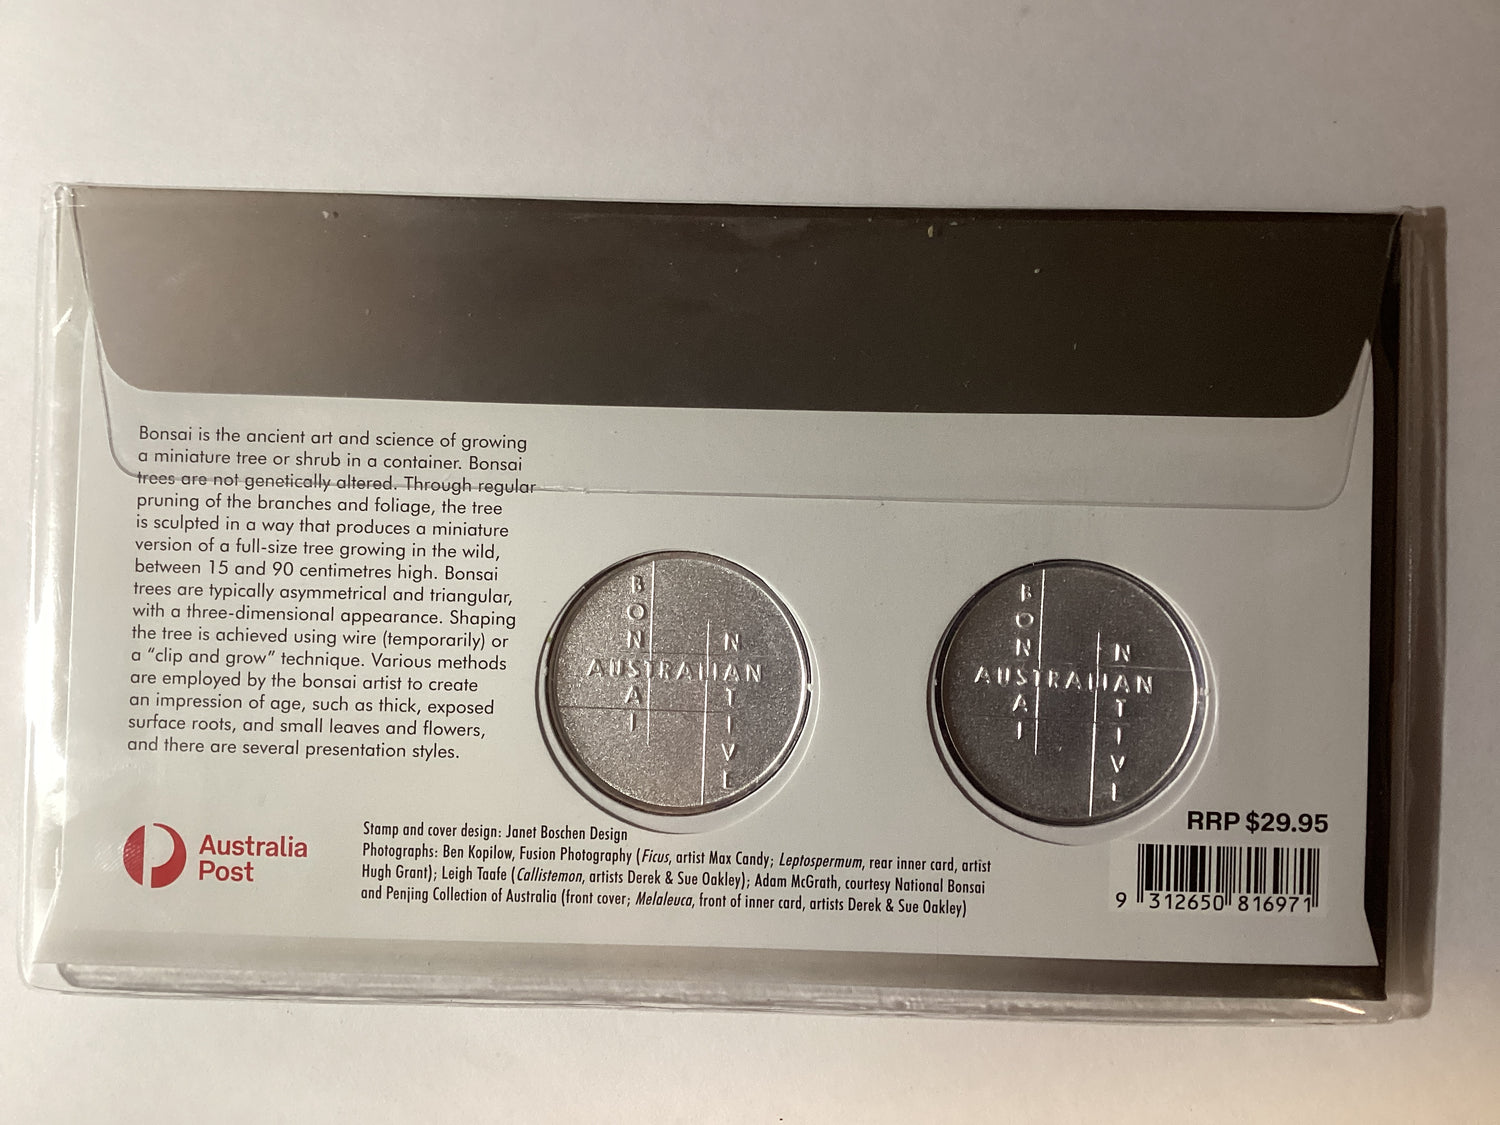 Bonsai is the ancient art and science of growing
a miniature tree or shrub in a container. Bonsai
trees are not genetically altered. Through regular
pruning of the branches and foliage, the tree
is sculpted in a way that produces a miniature
version of a full-size tree growing in the wild,
between 15 and 90 centimetres high. Bonsai
trees are typically asymmetrical and triangular,
with a three-dimensional appearance. Shaping
the tree is achieved using wire (temporarily) or
a “clip and grow” technique. Various methods
are employed by the bonsai artist to create
an impression of age, such as thick, exposed
surface roots, and small leaves and flowers,
and there are several presentation styles.
BONSAI
AUSTRALIAN
NATIVE
BONSAI
AUSTRALIAN
NATIVE
Australia
Post
Stamp and cover design: Janet Boschen Design
Photographs: Ben Kopilow, Fusion Photography (Ficus, artist Max Candy; Leptospermum, rear inner card, artist
Hugh Grant); Leigh Taafe (Callistemon, artists Derek & Sue Oakley); Adam McGrath, courtesy National Bonsai
and Penjing Collection of Australia (front cover; Melaleuca, front of inner card, artists Derek & Sue Oakley)
RRP $29.95
9 312650 816971